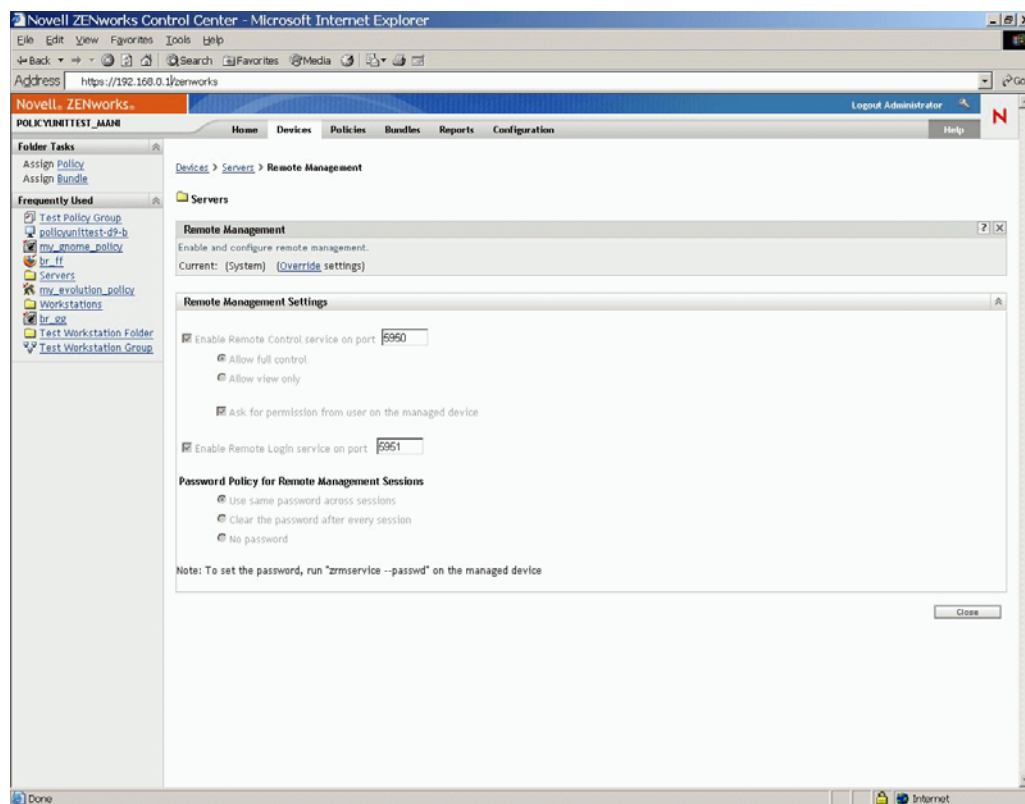 Novell ZENworks Control Center - Microsoft Internet Explorer
File Edit View Favorites Tools Help
Back Search Favorites Media
Address https://192.168.0.1/zenworks Go
Novell® ZENworks® Logout Administrator
POLICYUNITTEST_MANI
Home Devices Policies Bundles Reports Configuration Help
N
Folder Tasks
Assign Policy
Assign Bundle
Frequently Used
Test Policy Group
policyunittest-d9-b
my_gnome_policy
br_ff
Servers
my_evolution_policy
Workstations
br_gg
Test Workstation Folder
Test Workstation Group
Devices > Servers > Remote Management
Servers
Remote Management
Enable and configure remote management.
Current: (System) (Override settings)
Remote Management Settings
Enable Remote Control service on port 5950
Allow full control
Allow view only
Ask for permission from user on the managed device
Enable Remote Login service on port 5951
Password Policy for Remote Management Sessions
Use same password across sessions
Clear the password after every session
No password
Note: To set the password, run "zrmservice --passwd" on the managed device
Close
Done Internet